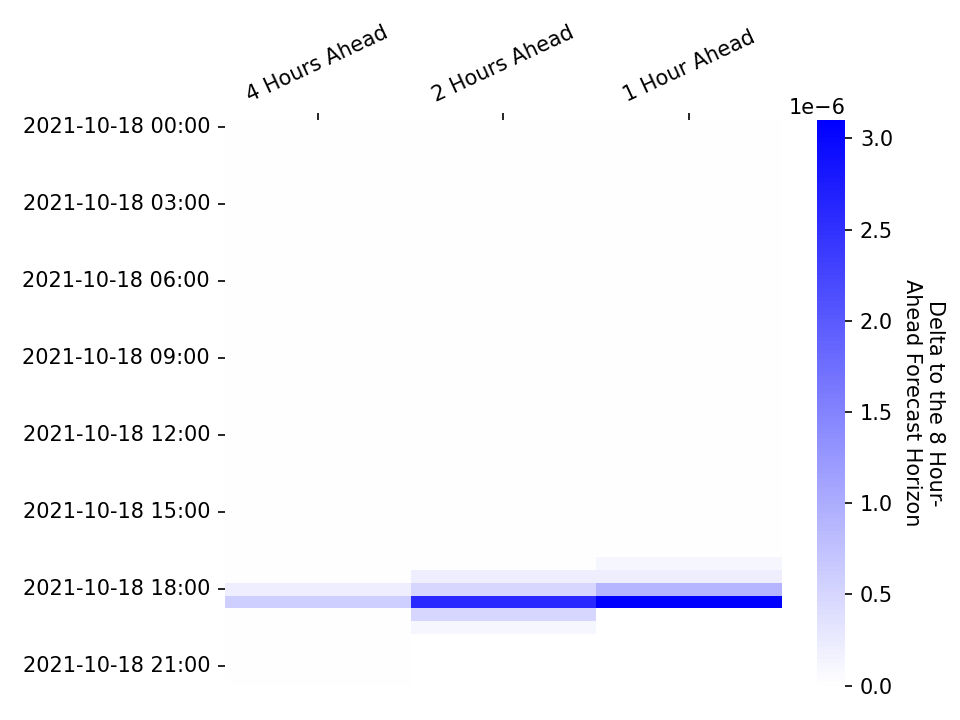 4 Hours Ahead
2 Hours Ahead
1 Hour Ahead
1e−6
2021-10-18 00:00
2021-10-18 03:00
2021-10-18 06:00
2021-10-18 09:00
2021-10-18 12:00
2021-10-18 15:00
2021-10-18 18:00
2021-10-18 21:00
3.0
2.5
2.0
1.5
1.0
0.5
0.0
Delta to the 8 Hour-
Ahead Forecast Horizon